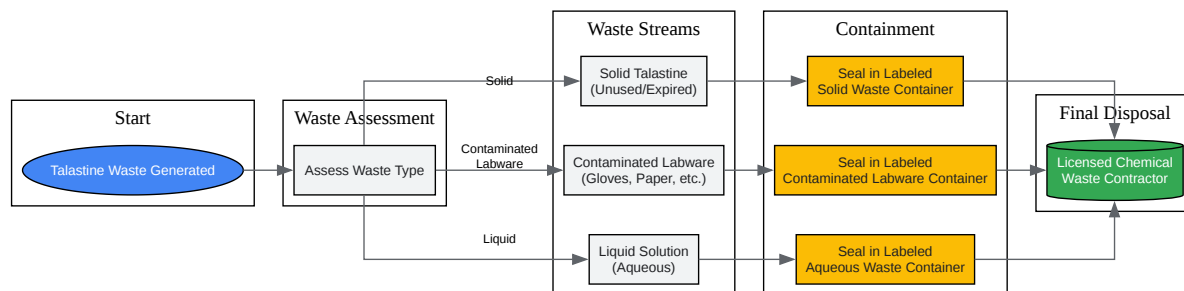 Start
Talastine Waste Generated
Waste Assessment
Assess Waste Type
Solid
Contaminated
Labware
Liquid
Waste Streams
Solid Talastine
(Unused/Expired)
Contaminated Labware
(Gloves, Paper, etc.)
Liquid Solution
(Aqueous)
Containment
Seal in Labeled
Solid Waste Container
Seal in Labeled
Contaminated Labware Container
Seal in Labeled
Aqueous Waste Container
Final Disposal
Licensed Chemical
Waste Contractor